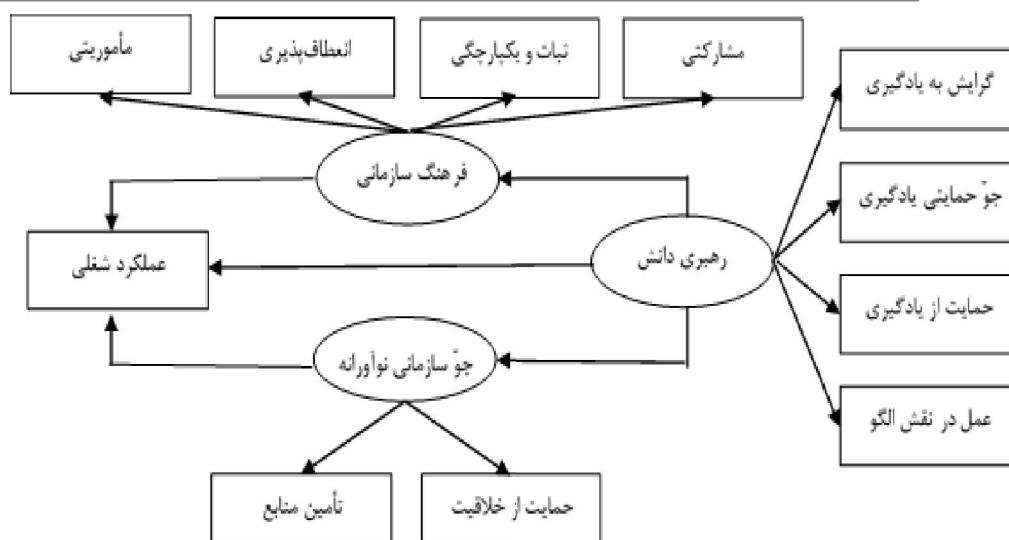 مشارکتی
ثبات و یکپارچگی
انعطاف‌پذیری
مأموریتی
گرایش به یادگیری
فرهنگ سازمانی
جوّ حمایتی یادگیری
رهبری دانش
عملکرد شغلی
حمایت از یادگیری
جوّ سازمانی نوآورانه
عمل در نقش الگو
حمایت از خلاقیت
تأمین منابع